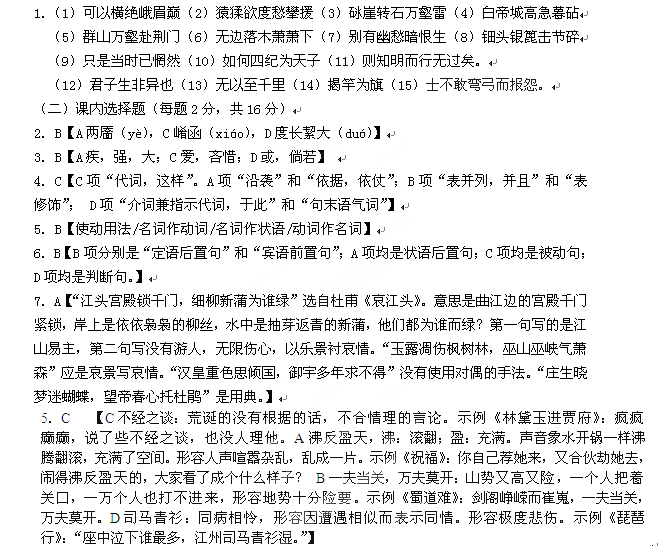 1.（1）可以横绝峨眉巅（2）猿猱欲度愁攀援（3）砯崖转石万壑雷（4）白帝城高急暮砧
（5）群山万壑赴荆门（6）无边落木萧萧下（7）别有幽愁暗恨生（8）钿头银篦击节碎
（9）只是当时已惘然（10）如何四纪为天子（11）则知明而行无过矣。
（12）君子生非异也（13）无以至千里（14）揭竿为旗（15）士不敢弯弓而报怨。
（二）课内选择题（每题2分，共16分）
2. B【A两靥（yè），C崤函（xiáo），D度长絜大（duó）】
3. B【A疾，强，大；C爱，吝惜；D或，倘若】
4. C【C项“代词，这样”。A项“沿袭”和“依据，依仗”；B项“表并列，并且”和“表
修饰”； D项“介词兼指示代词，于此”和“句末语气词”】
5. B【使动用法/名词作动词/名词作状语/动词作名词】
6. B【B项分别是“定语后置句”和“宾语前置句”；A项均是状语后置句；C项均是被动句；
D项均是判断句。】
7. A【“江头宫殿锁千门，细柳新蒲为谁绿”选自杜甫《哀江头》。意思是曲江边的宫殿千门
紧锁，岸上是依依袅袅的柳丝，水中是抽芽返青的新蒲，他们都为谁而绿？第一句写的是江
山易主，第二句写没有游人，无限伤心，以乐景衬哀情。“玉露凋伤枫树林，巫山巫峡气萧
森”应是哀景写哀情。“汉皇重色思倾国，御宇多年求不得”没有使用对偶的手法。“庄生晓
梦迷蝴蝶，望帝春心托杜鹃”是用典。】
5. C 【C不经之谈：荒诞的没有根据的话，不合情理的言论。示例《林黛玉进贾府》：疯疯
癫癫，说了些不经之谈，也没人理他。A沸反盈天，沸：滚翻；盈：充满。声音象水开锅一样沸
腾翻滚，充满了空间。形容人声喧嚣杂乱，乱成一片。示例《祝福》：你自己荐她来，又合伙劫她去，
闹得沸反盈天的，大家看了成个什么样子？ B一夫当关，万夫莫开：山势又高又险，一个人把着
关口，一万个人也打不进来，形容地势十分险要。示例《蜀道难》：剑阁峥嵘而崔嵬，一夫当关，
万夫莫开。D司马青衫：同病相怜，形容因遭遇相似而表示同情。形容极度悲伤。示例《琵琶
行》：“座中泣下谁最多，江州司马青衫湿。”】